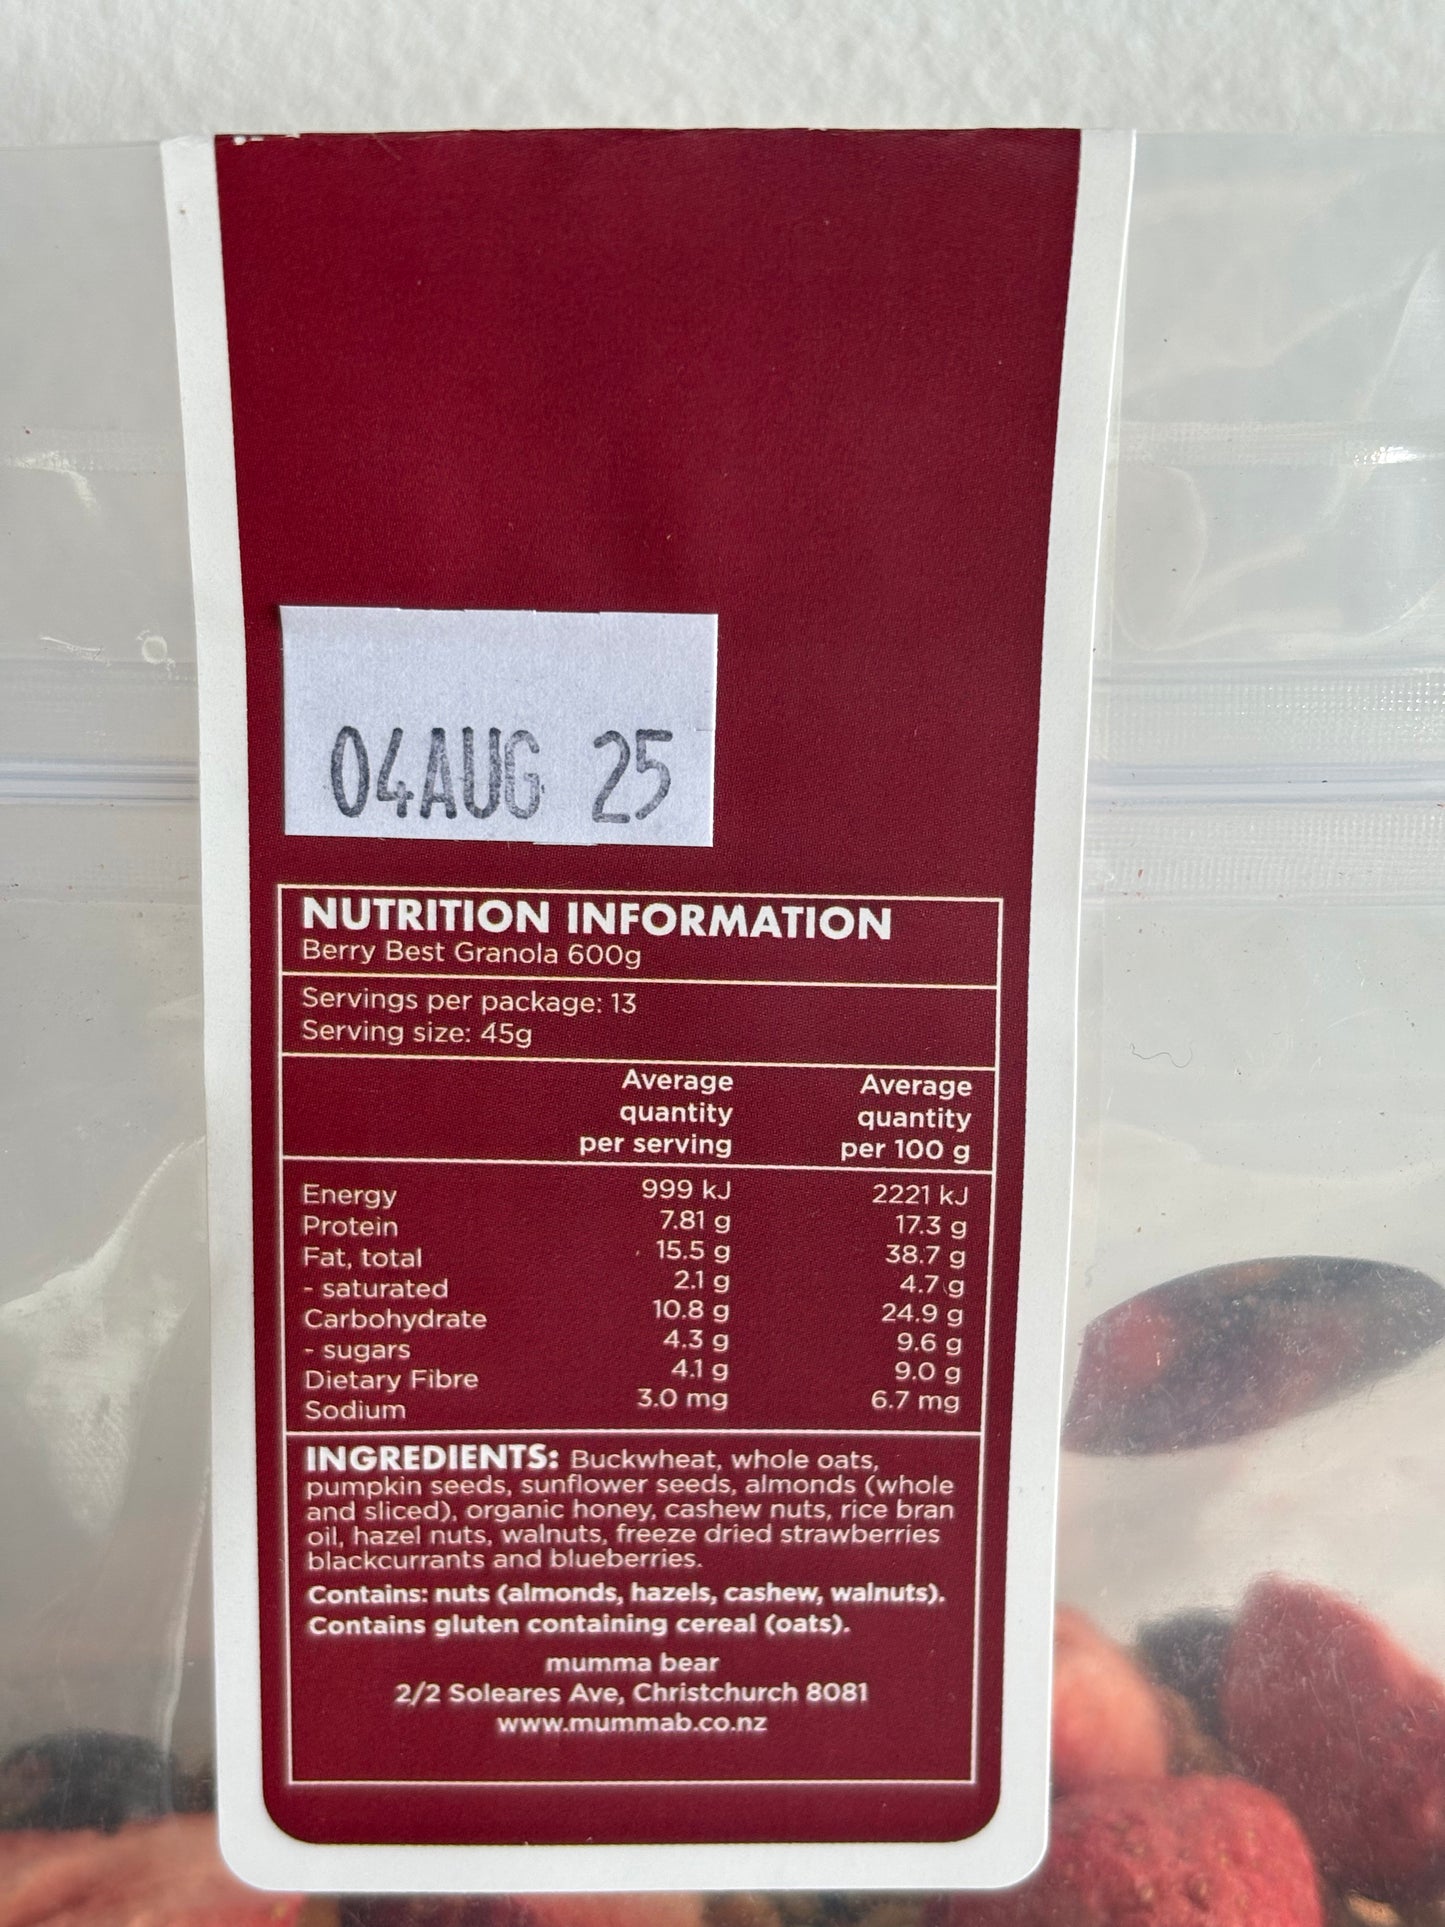 04AUG 25
NUTRITION INFORMATION
Berry Best Granola 600g
Servings per package: 13
Serving size: 45g
Average quantity per serving
Average quantity per 100 g
Energy 999 kJ 2221 kJ
Protein 7.81 g 17.3 g
Fat, total 15.5 g 38.7 g
- saturated 2.1 g 4.7 g
Carbohydrate 10.8 g 24.9 g
- sugars 4.3 g 9.6 g
Dietary Fibre 4.1 g 9.0 g
Sodium 3.0 mg 6.7 mg
INGREDIENTS: Buckwheat, whole oats,
pumpkin seeds, sunflower seeds, almonds (whole
and sliced), organic honey, cashew nuts, rice bran
oil, hazel nuts, walnuts, freeze dried strawberries
blackcurrants and blueberries.
Contains: nuts (almonds, hazels, cashew, walnuts).
Contains gluten containing cereal (oats).
mumma bear
2/2 Soleares Ave, Christchurch 8081
www.mummab.co.nz